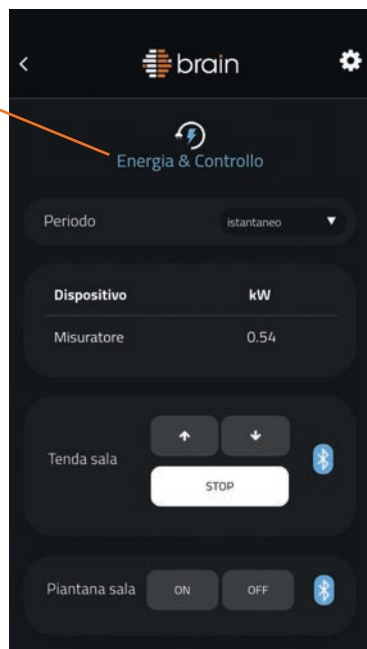 brain
Energia & Controllo
Periodo istantaneo
Dispositivo kW
Misuratore 0.54
Tenda sala
STOP
Piantana sala ON OFF